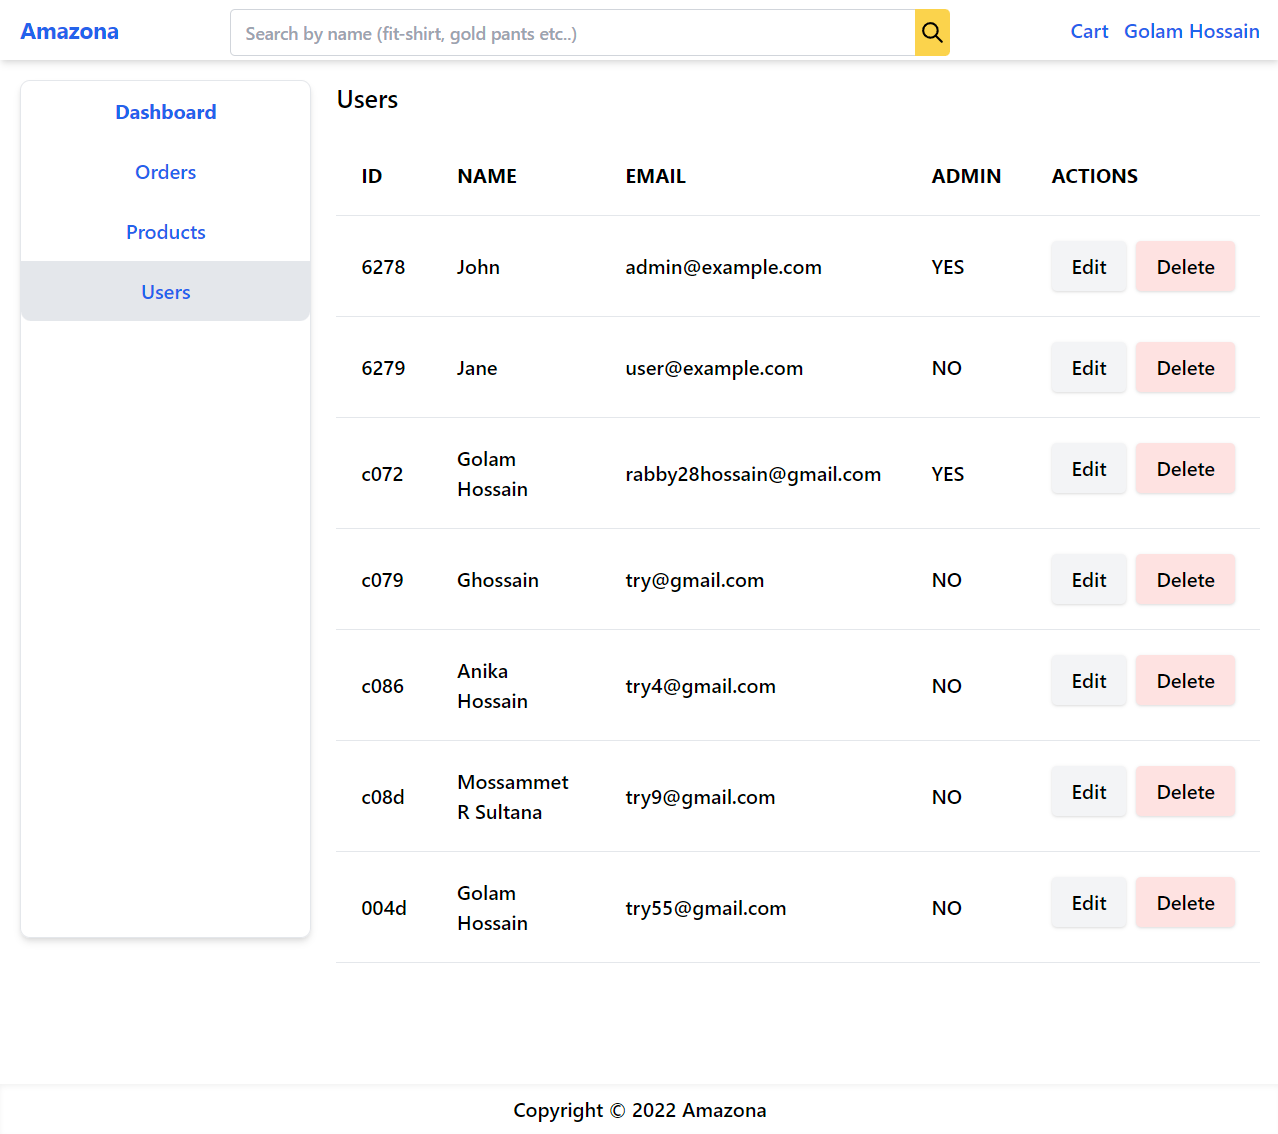 Amazona
Search by name (fit-shirt, gold pants etc..)
Cart Golam Hossain
Dashboard
Orders
Products
Users
Users
ID NAME EMAIL ADMIN ACTIONS
6278 John admin@example.com YES Edit Delete
6279 Jane user@example.com NO Edit Delete
c072 Golam Hossain rabby28hossain@gmail.com YES Edit Delete
c079 Ghossain try@gmail.com NO Edit Delete
c086 Anika Hossain try4@gmail.com NO Edit Delete
c08d Mossammet R Sultana try9@gmail.com NO Edit Delete
004d Golam Hossain try55@gmail.com NO Edit Delete
Copyright © 2022 Amazona